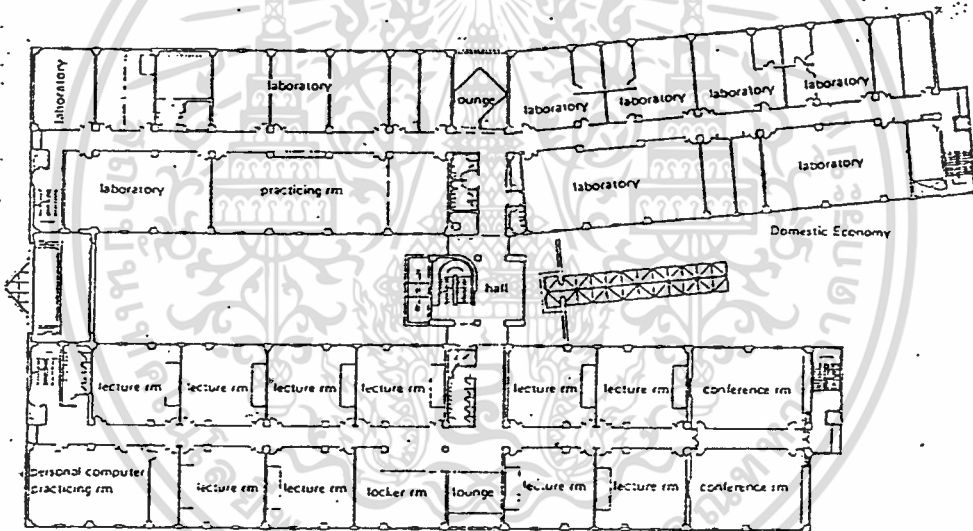 laboratory
laboratory
ounge
laboratory
laboratory
laboratory
laboratory
laboratory
practicing rm
laboratory
laboratory
Domestic Economy
hall
lecture rm
lecture rm
lecture rm
lecture rm
lecture rm
lecture rm
conference rm
personal computer
practicing rm
lecture rm
lecture rm
locker rm
lounge
lecture rm
lecture rm
conference rm